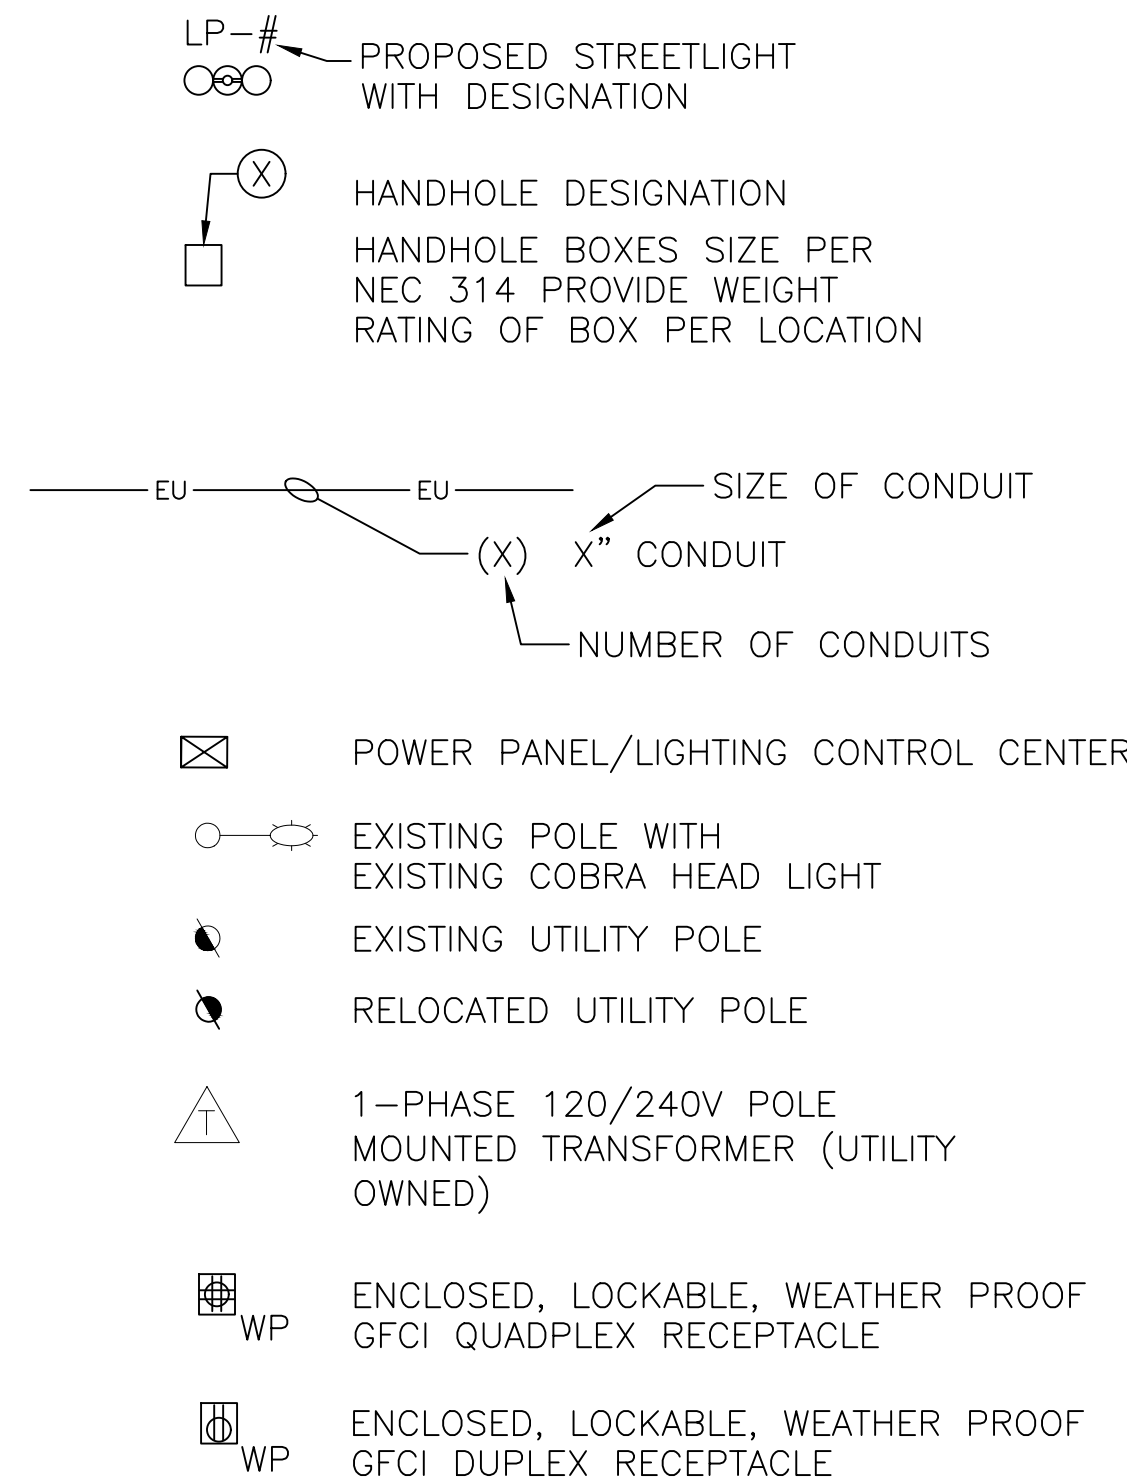 LP-#
PROPOSED STREETLIGHT
WITH DESIGNATION
X
HANDHOLE DESIGNATION
HANDHOLE BOXES SIZE PER
NEC 314 PROVIDE WEIGHT
RATING OF BOX PER LOCATION
EU EU
SIZE OF CONDUIT
(X) X" CONDUIT
NUMBER OF CONDUITS
POWER PANEL/LIGHTING CONTROL CENTER
EXISTING POLE WITH
EXISTING COBRA HEAD LIGHT
EXISTING UTILITY POLE
RELOCATED UTILITY POLE
T
1-PHASE 120/240V POLE
MOUNTED TRANSFORMER (UTILITY
OWNED)
ENCLOSED, LOCKABLE, WEATHER PROOF
WP
GFCI QUADPLEX RECEPTACLE
ENCLOSED, LOCKABLE, WEATHER PROOF
WP
GFCI DUPLEX RECEPTACLE